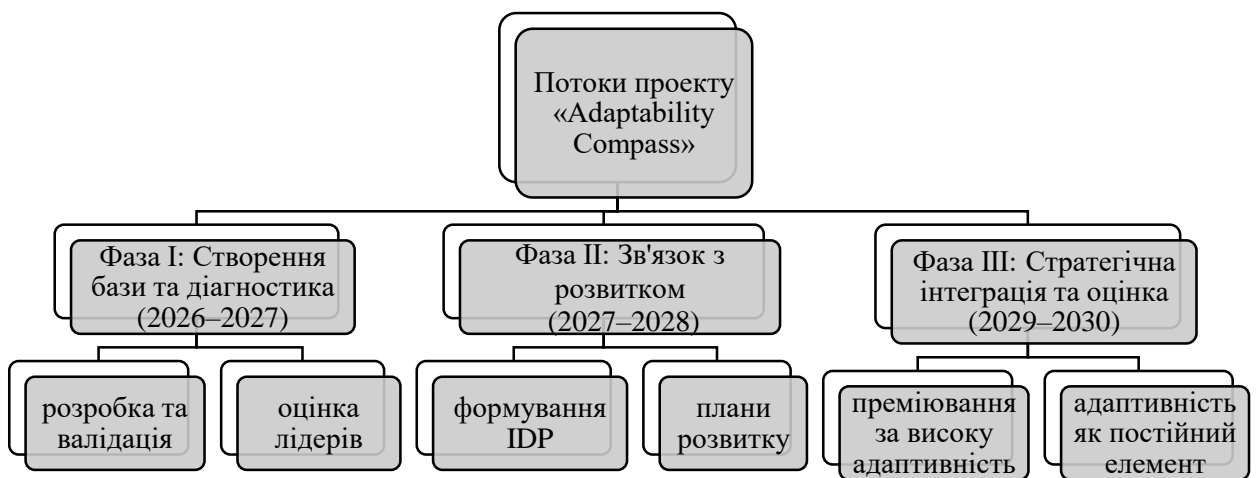 Потоки проекту
«Adaptability
Compass»
Фаза I: Створення
бази та діагностика
(2026–2027)
Фаза II: Зв'язок з
розвитком
(2027–2028)
Фаза III: Стратегічна
інтеграція та оцінка
(2029–2030)
розробка та
валідація
оцінка
лідерів
формування
IDP
плани
розвитку
преміювання
за високу
адаптивність
адаптивність
як постійний
елемент